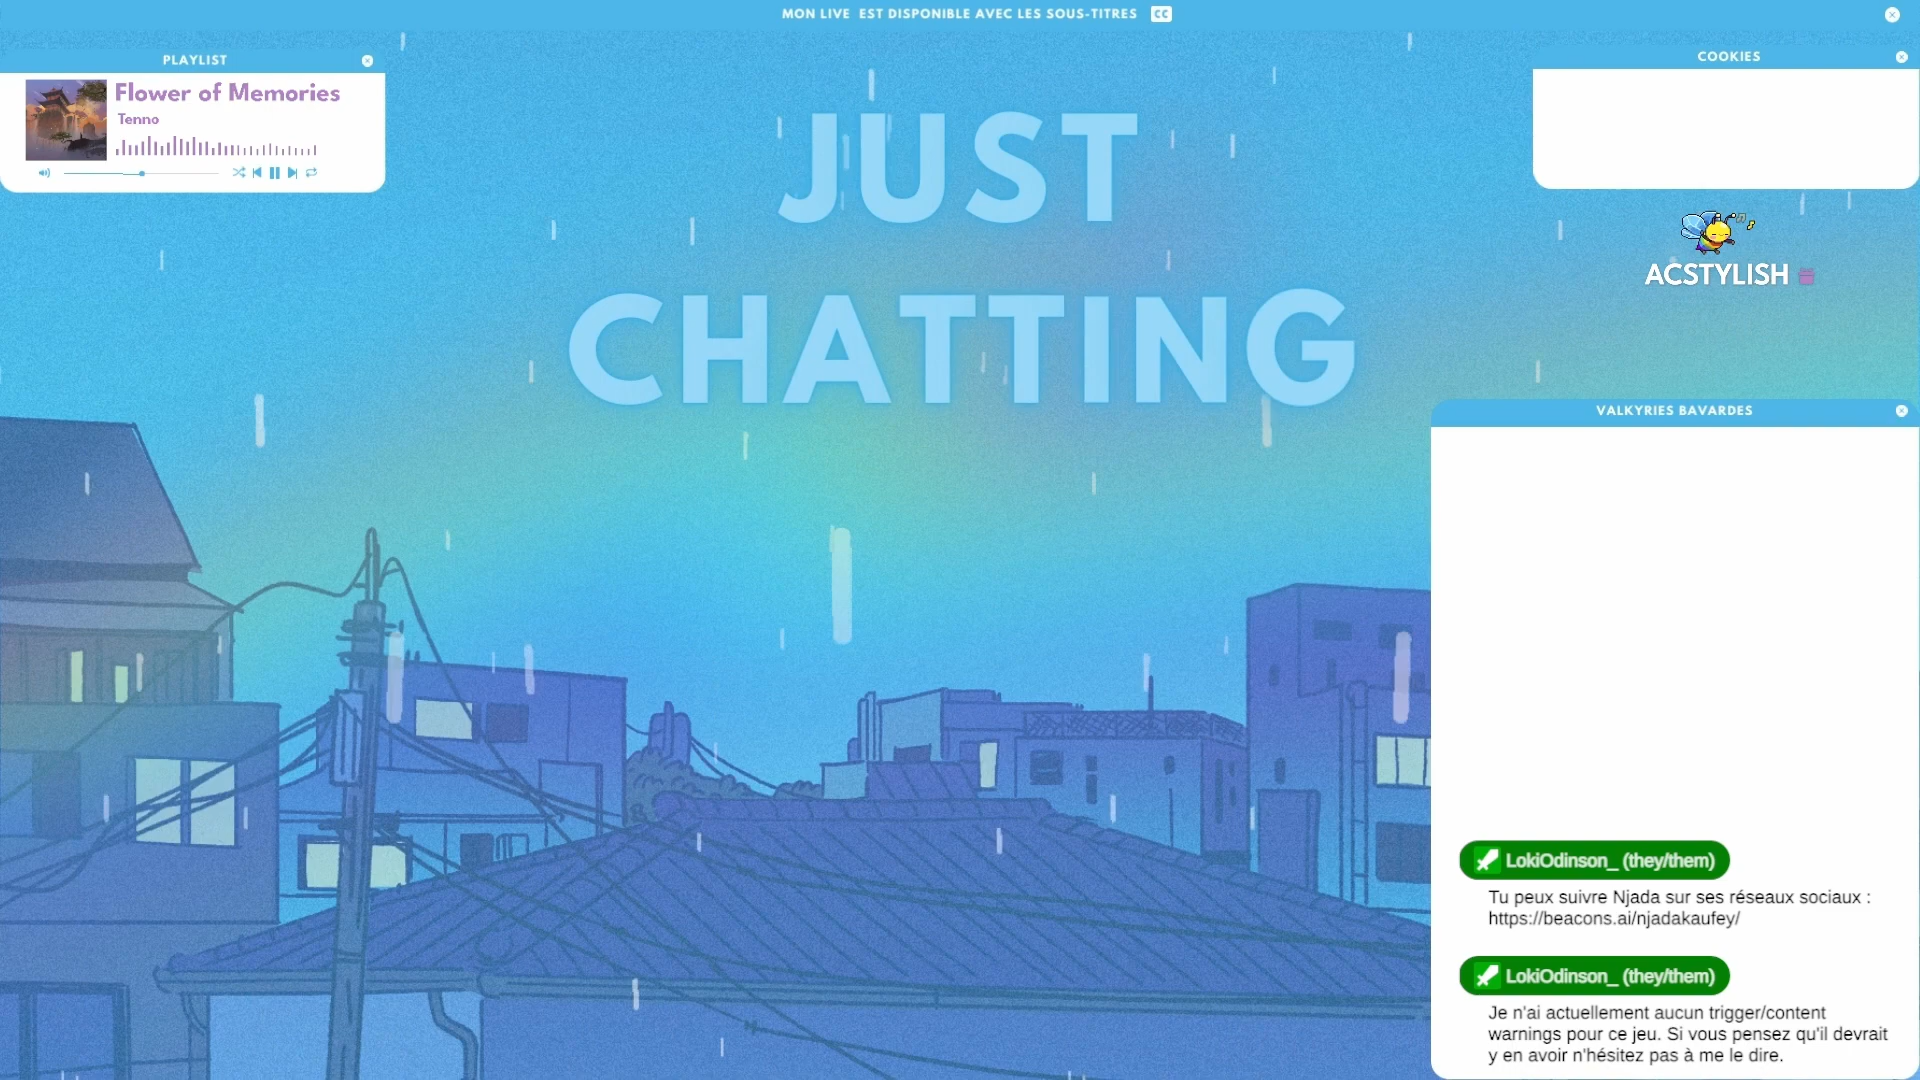 MON LIVE EST DISPONIBLE AVEC LES SOUS-TITRES CC
PLAYLIST
Flower of Memories
Tenno
COOKIES
JUST
CHATTING
ACSTYLISH
VALKYRIES BAVARDES
LokiOdinson_ (they/them)
Tu peux suivre Njada sur ses réseaux sociaux :
https://beacons.ai/njadakaufey/
LokiOdinson_ (they/them)
Je n'ai actuellement aucun trigger/content
warnings pour ce jeu. Si vous pensez qu'il devrait
y en avoir n'hésitez pas à me le dire.